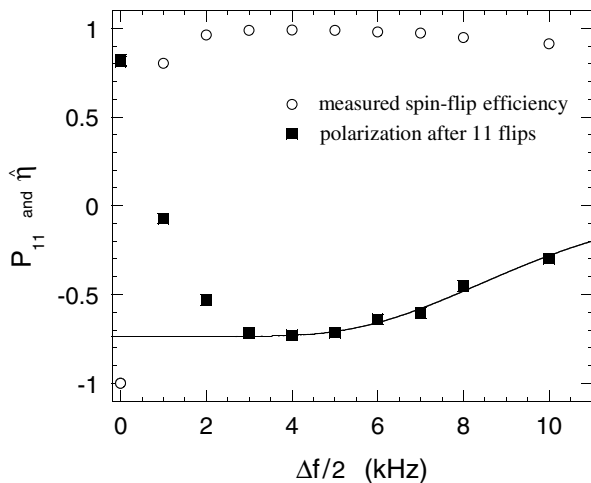 1
0.5
0
-0.5
-1
P11 and η̂
measured spin-flip efficiency
polarization after 11 flips
0 2 4 6 8 10
Δf/2 (kHz)